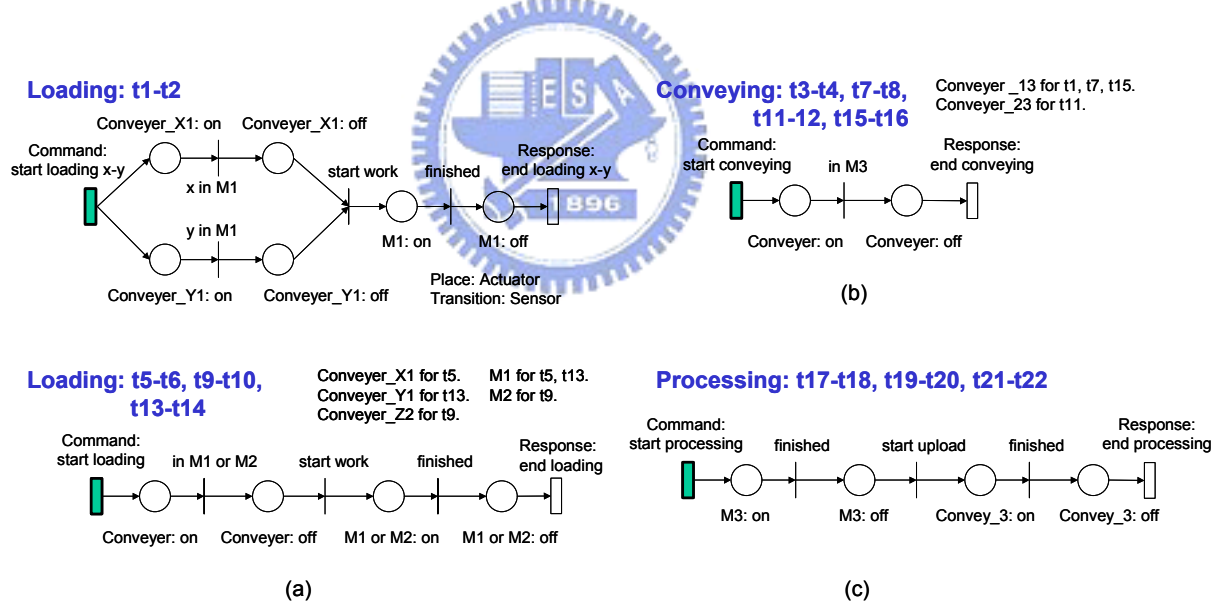 Loading: t1-t2
Conveyer_X1: on
Conveyer_X1: off
Command:
start loading x-y
x in M1
y in M1
Conveyer_Y1: on
Conveyer_Y1: off
start work
finished
Response:
end loading x-y
M1: on
M1: off
Place: Actuator
Transition: Sensor
ESA
1896
Conveying: t3-t4, t7-t8,
t11-12, t15-t16
Conveyer _13 for t1, t7, t15.
Conveyer_23 for t11.
Command:
start conveying
in M3
Response:
end conveying
Conveyer: on
Conveyer: off
(b)
Loading: t5-t6, t9-t10,
t13-t14
Conveyer_X1 for t5.
Conveyer_Y1 for t13.
Conveyer_Z2 for t9.
M1 for t5, t13.
M2 for t9.
Command:
start loading
in M1 or M2
start work
finished
Response:
end loading
Conveyer: on
Conveyer: off
M1 or M2: on
M1 or M2: off
(a)
Processing: t17-t18, t19-t20, t21-t22
Command:
start processing
finished
start upload
finished
Response:
end processing
M3: on
M3: off
Convey_3: on
Convey_3: off
(c)